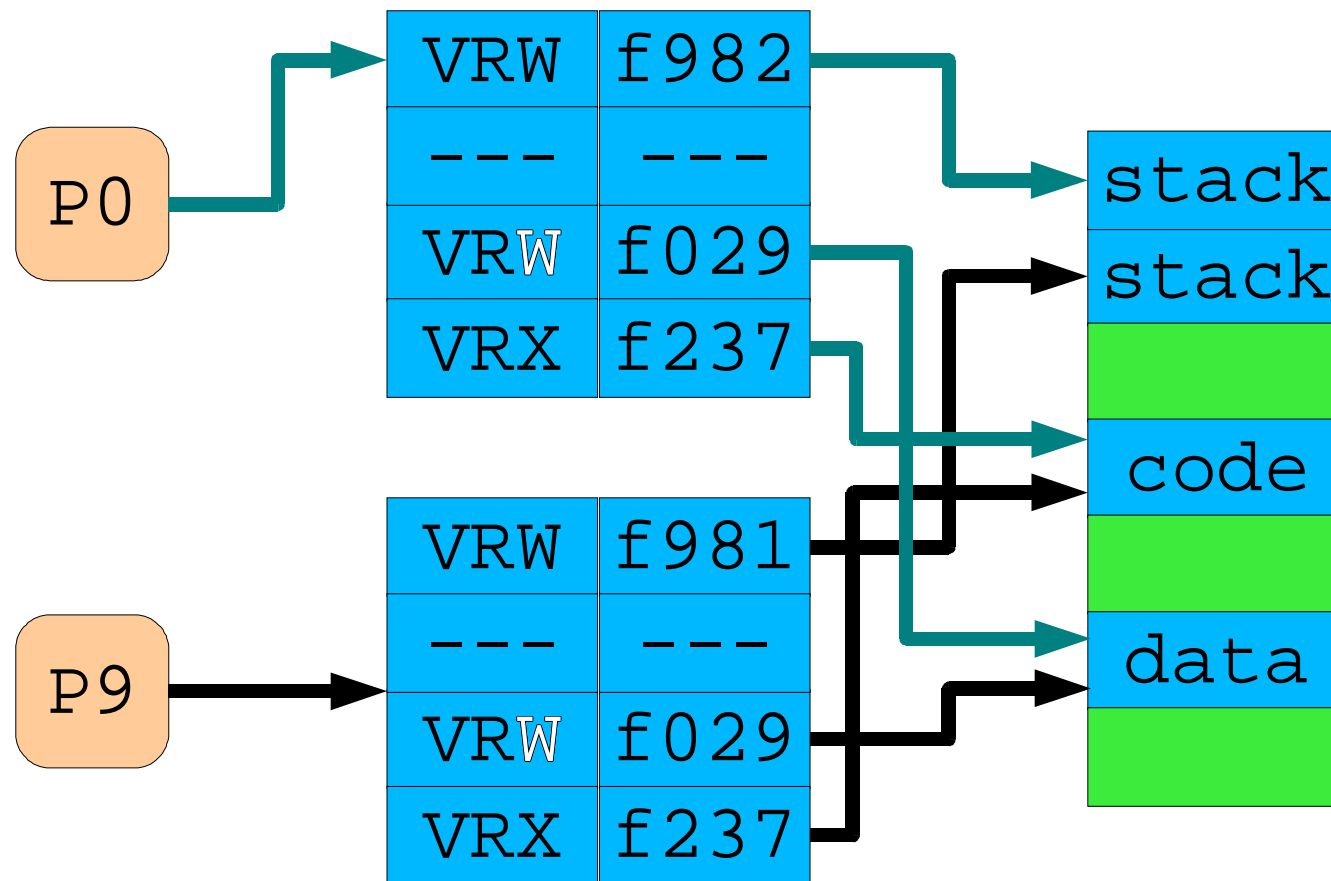 P0
VRW f982
--- ---
VRW f029
VRX f237
P9
VRW f981
--- ---
VRW f029
VRX f237
stack
stack
code
data